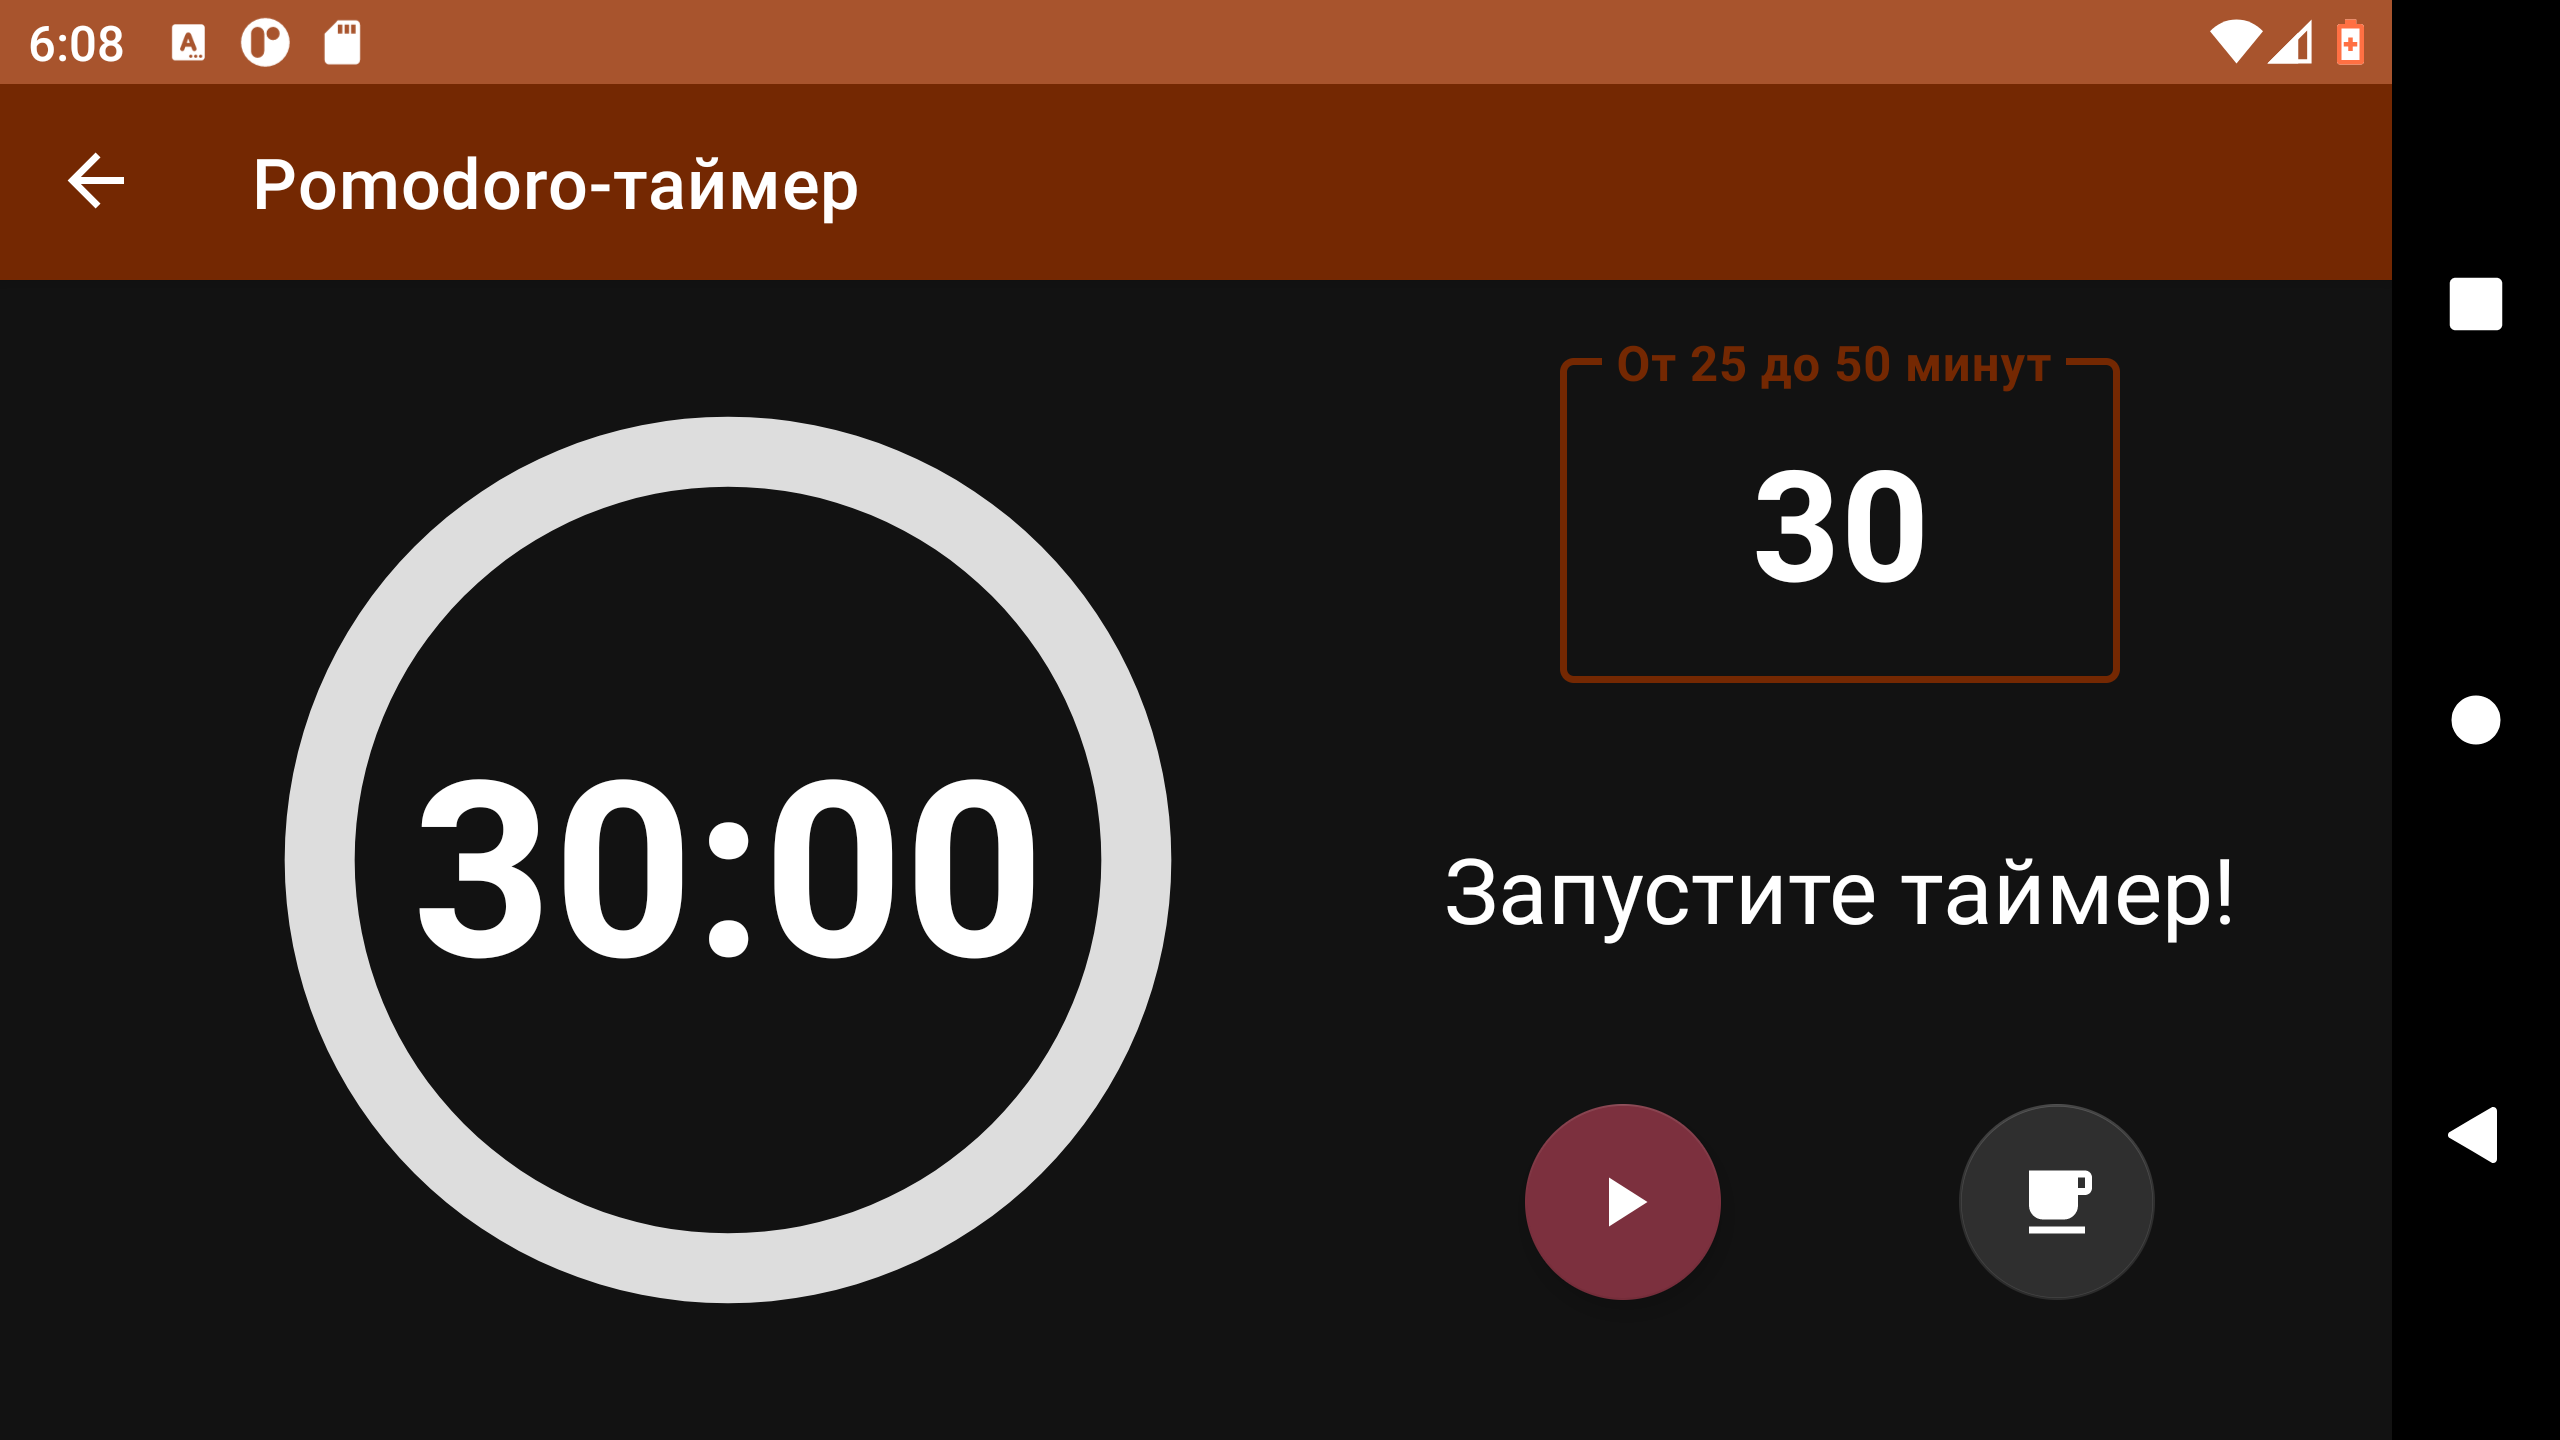 6:08
Pomodoro-таймер
От 25 до 50 минут
30
30:00
Запустите таймер!